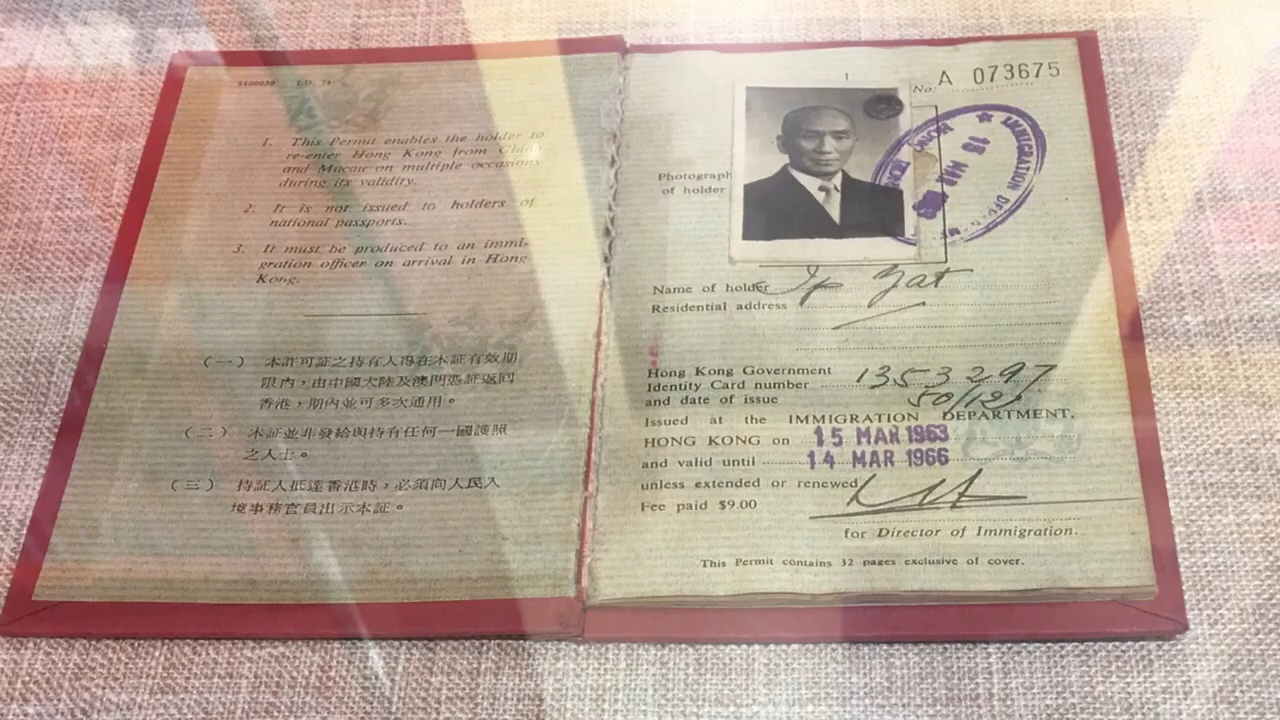 I.D. 74
1. This Permit enables the holder to
re-enter Hong Kong from China
and Macau on multiple occasions
during its validity.
2. It is not issued to holders of
national passports.
3. It must be produced to an immi-
gration officer on arrival in Hong
Kong.
（一） 本許可証之持有人得在本証有效期
限內，由中國大陸及澳門憑証返回
香港，期內並可多次通用。
（二） 本証並非發給與持有任何一國護照
之人士。
（三） 持証人抵達香港時，必須向人民入
境事務官員出示本証。
1
No. A 073675
IMMIGRATION
HONG KONG
15 MAR
Photograph
of holder
Name of holder Ip Yat
Residential address
Hong Kong Government
Identity Card number 1353297
and date of issue
Issued at the IMMIGRATION DEPARTMENT,
HONG KONG on 15 MAR 1963
and valid until 14 MAR 1966
unless extended or renewed
Fee paid $9.00
for Director of Immigration.
This Permit contains 32 pages exclusive of cover.